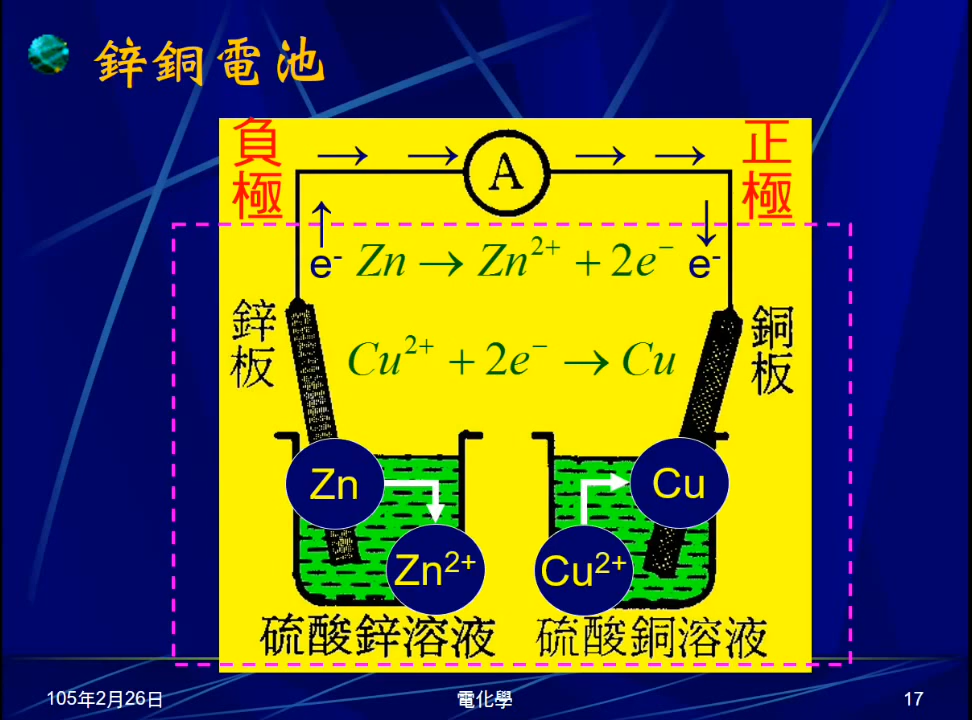 鋅銅電池
負極
→ → A → →
正極
↑ e⁻
Zn → Zn²⁺ + 2e⁻
↓ e⁻
鋅板
Cu²⁺ + 2e⁻ → Cu
銅板
Zn
Cu
Zn²⁺
Cu²⁺
硫酸鋅溶液
硫酸銅溶液
105年2月26日
電化學
17